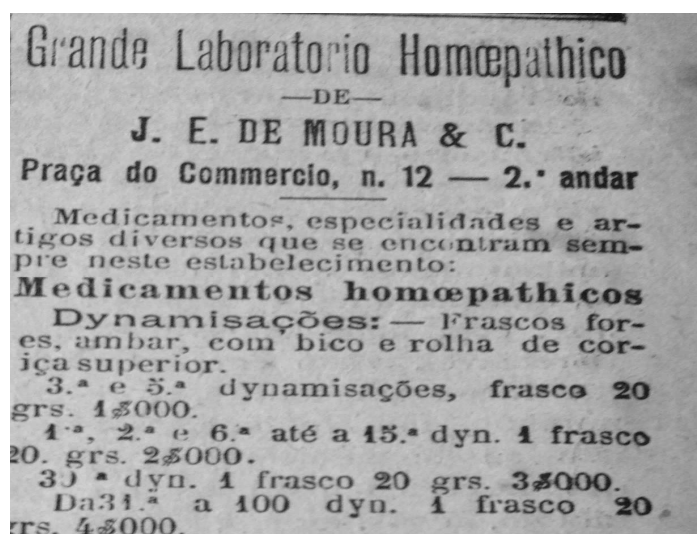 Grande Laboratorio Homœpathico
—DE—
J. E. DE MOURA & C.
Praça do Commercio, n. 12 — 2.ª andar
Medicamentos, especialidades e ar-
tigos diversos que se encontram sem-
pre neste estabelecimento:
Medicamentos homœpathicos
Dynamisações: — Frascos for-
es, ambar, com bico e rolha de cor-
iça superior.
3.ª e 5.ª dynamisações, frasco 20
grs. 1$000.
1.ª, 2.ª e 6.ª até a 15.ª dyn. 1 frasco
20. grs. 2$000.
30 ª dyn. 1 frasco 20 grs. 3$000.
Da 31.ª a 100 dyn. 1 frasco 20
grs. 4$000.